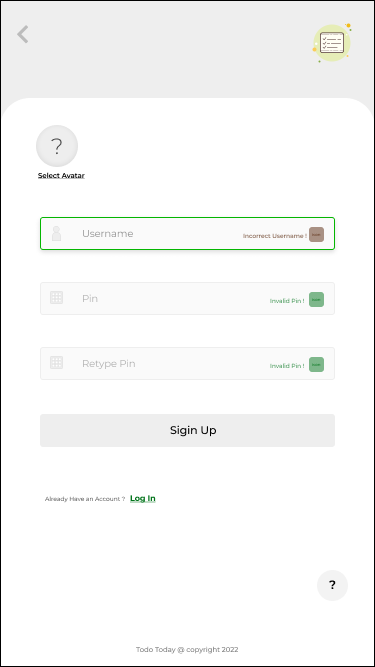 ?
Select Avatar
Username
Incorrect Username !
Pin
Invalid Pin !
Retype Pin
Invalid Pin !
Sigin Up
Already Have an Account ? Log In
?
Todo Today @ copyright 2022